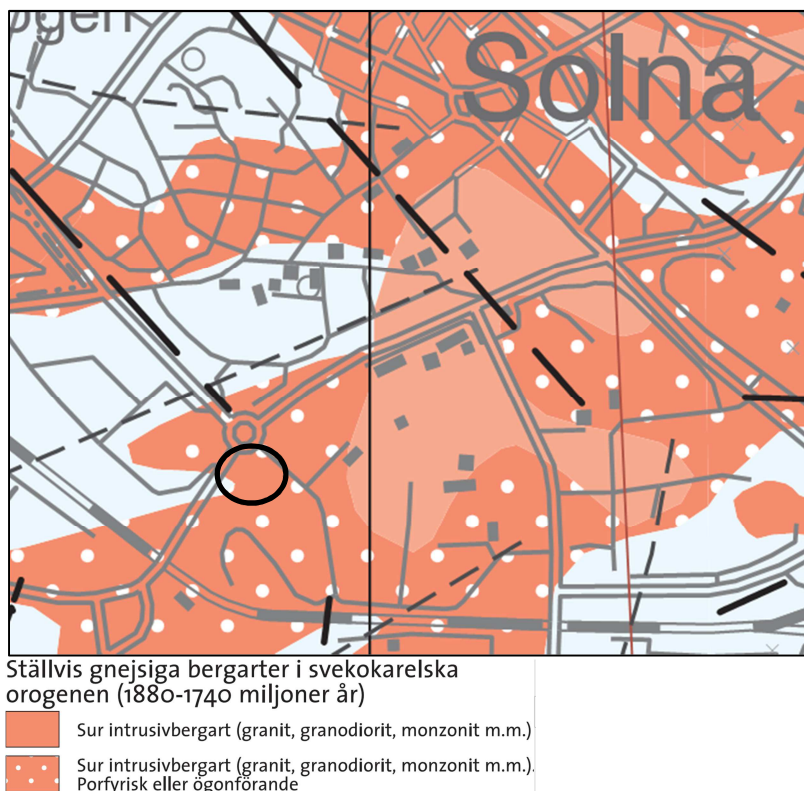 Solna
Ställvis gnejsiga bergarter i svekokarelska
orogenen (1880-1740 miljoner år)
Sur intrusivbergart (granit, granodiorit, monzonit m.m.)
Sur intrusivbergart (granit, granodiorit, monzonit m.m.).
Porfyrisk eller ögonförande